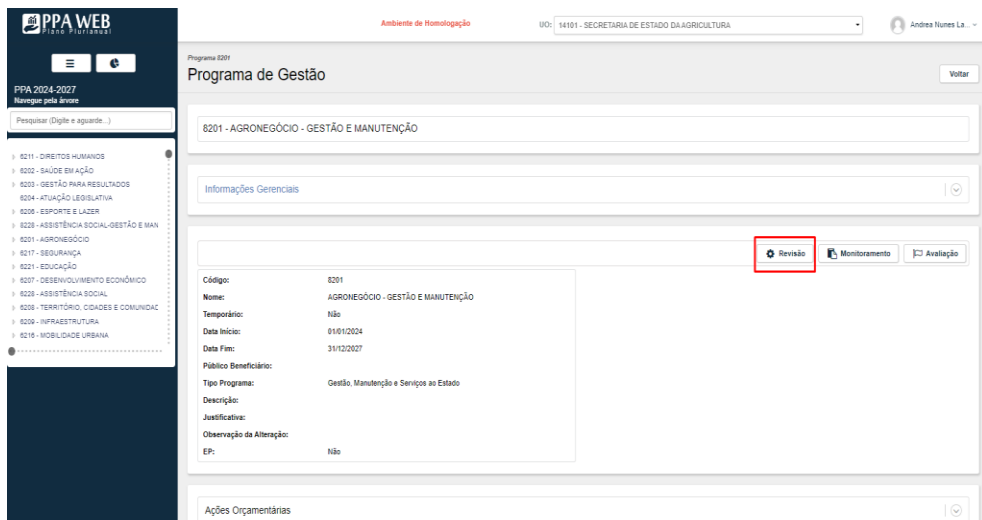 PPA WEB
Plano Plurianual
PPA 2024-2027
Navegue pela árvore
Pesquisar (Digite e aguarde...)
6211 - DIREITOS HUMANOS
6202 - SAÚDE EM AÇÃO
6203 - GESTÃO PARA RESULTADOS
6204 - ATUAÇÃO LEGISLATIVA
6206 - ESPORTE E LAZER
8228 - ASSISTÊNCIA SOCIAL-GESTÃO E MAN
6201 - AGRONEGÓCIO
6217 - SEGURANÇA
6221 - EDUCAÇÃO
6207 - DESENVOLVIMENTO ECONÔMICO
6228 - ASSISTÊNCIA SOCIAL
6208 - TERRITÓRIO, CIDADES E COMUNIDAD
6209 - INFRAESTRUTURA
6216 - MOBILIDADE URBANA
Ambiente de Homologação
UO: 14101 - SECRETARIA DE ESTADO DA AGRICULTURA
Andrea Nunes La...
Programa 8201
Programa de Gestão
Voltar
8201 - AGRONEGÓCIO - GESTÃO E MANUTENÇÃO
Informações Gerenciais
Revisão Monitoramento Avaliação
Código: 8201
Nome: AGRONEGÓCIO - GESTÃO E MANUTENÇÃO
Temporário: Não
Data Início: 01/01/2024
Data Fim: 31/12/2027
Público Beneficiário:
Tipo Programa: Gestão, Manutenção e Serviços ao Estado
Descrição:
Justificativa:
Observação da Alteração:
EP: Não
Ações Orçamentárias